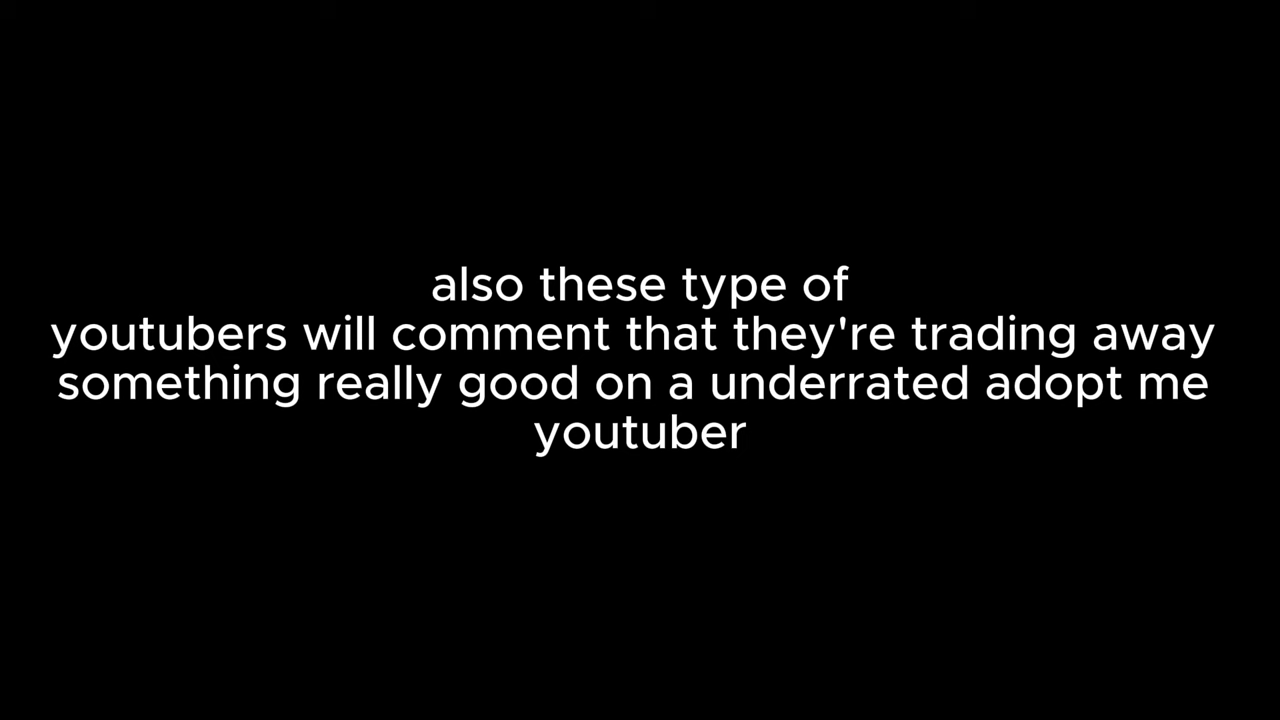 also these type of
youtubers will comment that they're trading away
something really good on a underrated adopt me
youtuber